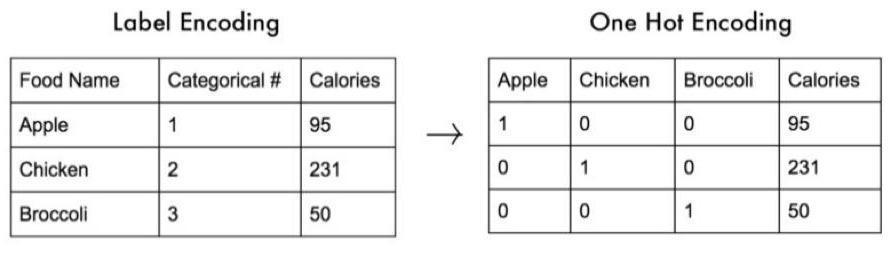 Label Encoding
Food Name Categorical # Calories
Apple 1 95
Chicken 2 231
Broccoli 3 50
→
One Hot Encoding
Apple Chicken Broccoli Calories
1 0 0 95
0 1 0 231
0 0 1 50